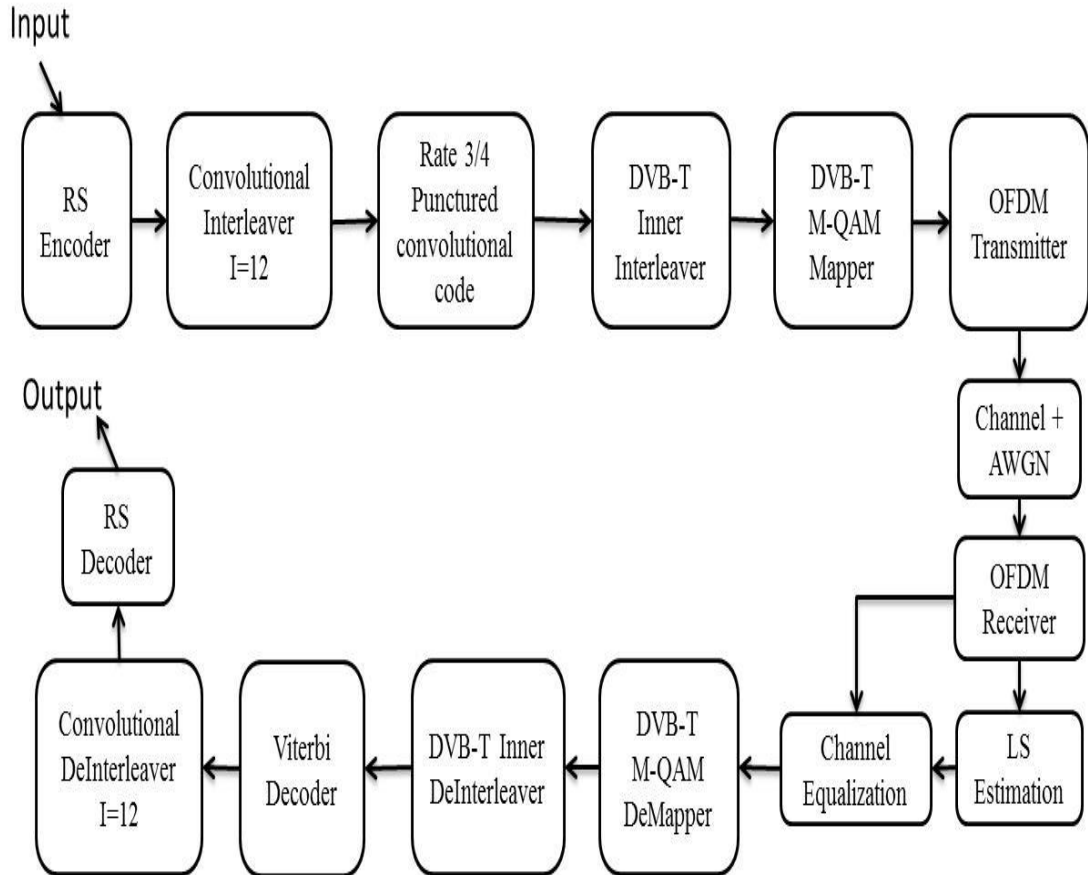 Input
RS
Encoder
Convolutional
Interleaver
I=12
Rate 3/4
Punctured
convolutional
code
DVB-T
Inner
Interleaver
DVB-T
M-QAM
Mapper
OFDM
Transmitter
Channel +
AWGN
OFDM
Receiver
LS
Estimation
Channel
Equalization
DVB-T
M-QAM
DeMapper
DVB-T Inner
DeInterleaver
Viterbi
Decoder
Convolutional
DeInterleaver
I=12
RS
Decoder
Output